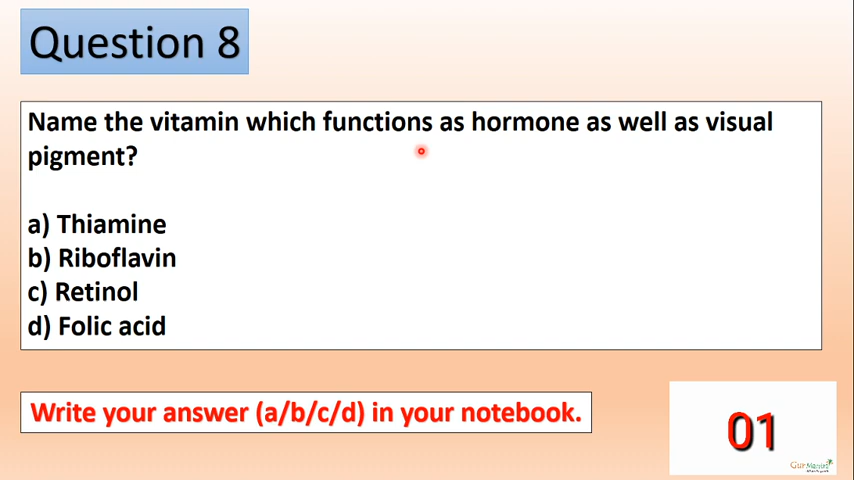 Question 8
Name the vitamin which functions as hormone as well as visual
pigment?
a) Thiamine
b) Riboflavin
c) Retinol
d) Folic acid
Write your answer (a/b/c/d) in your notebook.
01